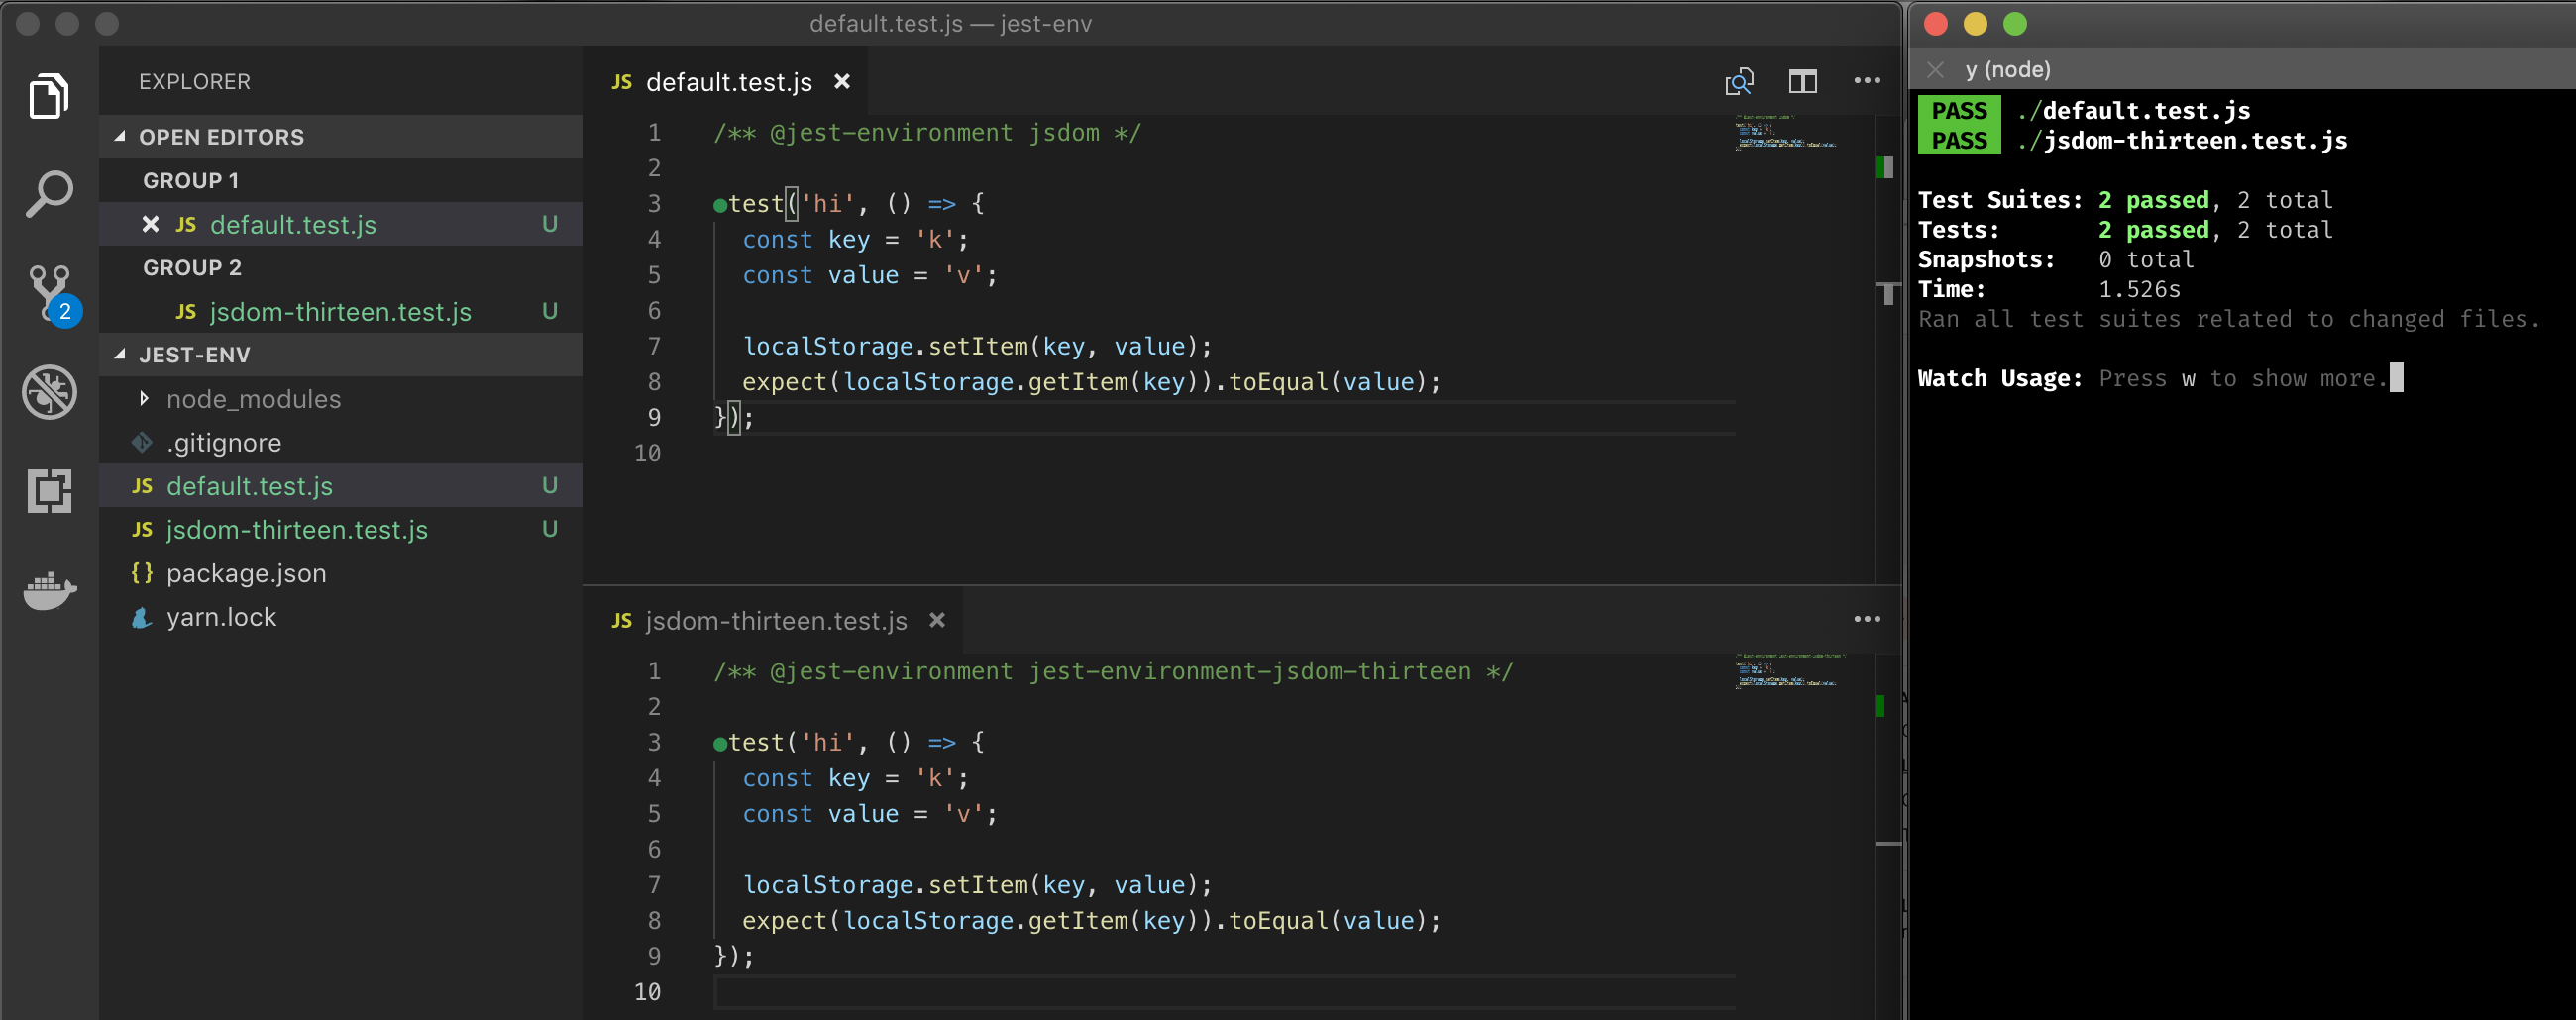 default.test.js — jest-env
EXPLORER
OPEN EDITORS
GROUP 1
JS default.test.js U
GROUP 2
JS jsdom-thirteen.test.js U
2
JEST-ENV
node_modules
.gitignore
JS default.test.js U
JS jsdom-thirteen.test.js U
{} package.json
yarn.lock
JS default.test.js
1 /** @jest-environment jsdom */
2
3 test('hi', () => {
4 const key = 'k';
5 const value = 'v';
6
7 localStorage.setItem(key, value);
8 expect(localStorage.getItem(key)).toEqual(value);
9 });
10
JS jsdom-thirteen.test.js
1 /** @jest-environment jest-environment-jsdom-thirteen */
2
3 test('hi', () => {
4 const key = 'k';
5 const value = 'v';
6
7 localStorage.setItem(key, value);
8 expect(localStorage.getItem(key)).toEqual(value);
9 });
10
y (node)
PASS ./default.test.js
PASS ./jsdom-thirteen.test.js
Test Suites: 2 passed, 2 total
Tests: 2 passed, 2 total
Snapshots: 0 total
Time: 1.526s
Ran all test suites related to changed files.
Watch Usage: Press w to show more.